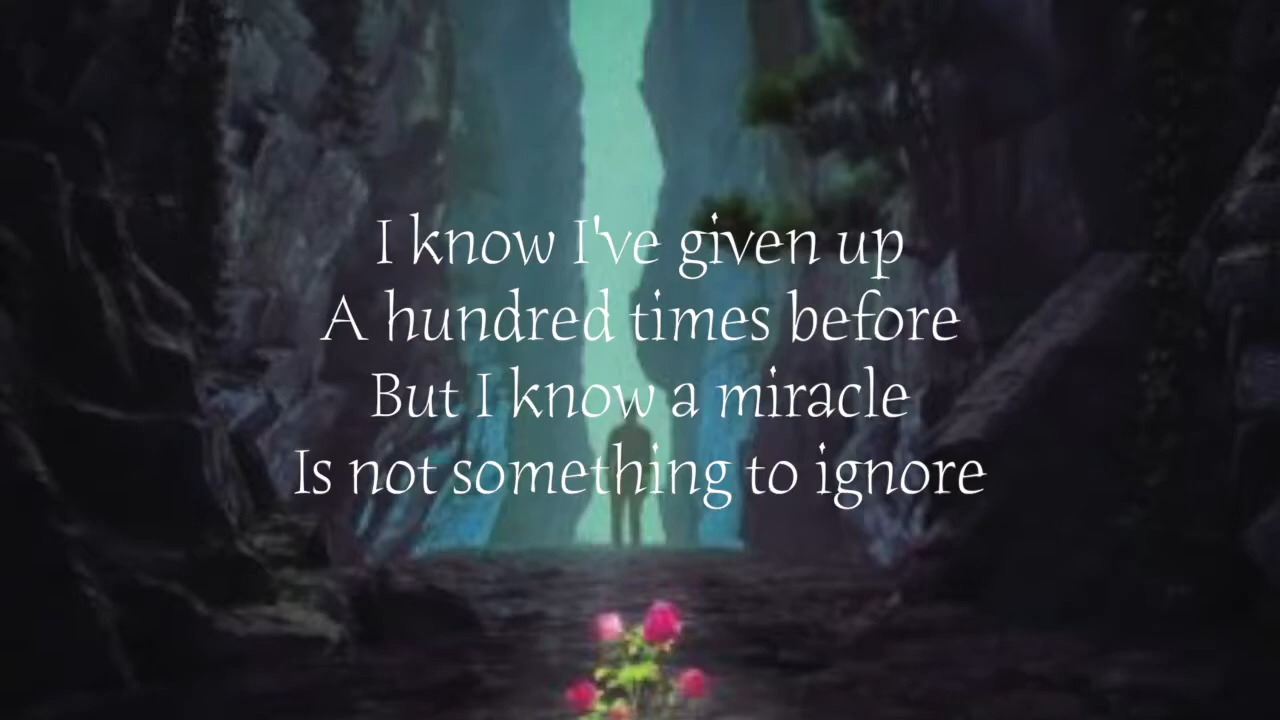 I know I've given up
A hundred times before
But I know a miracle
Is not something to ignore